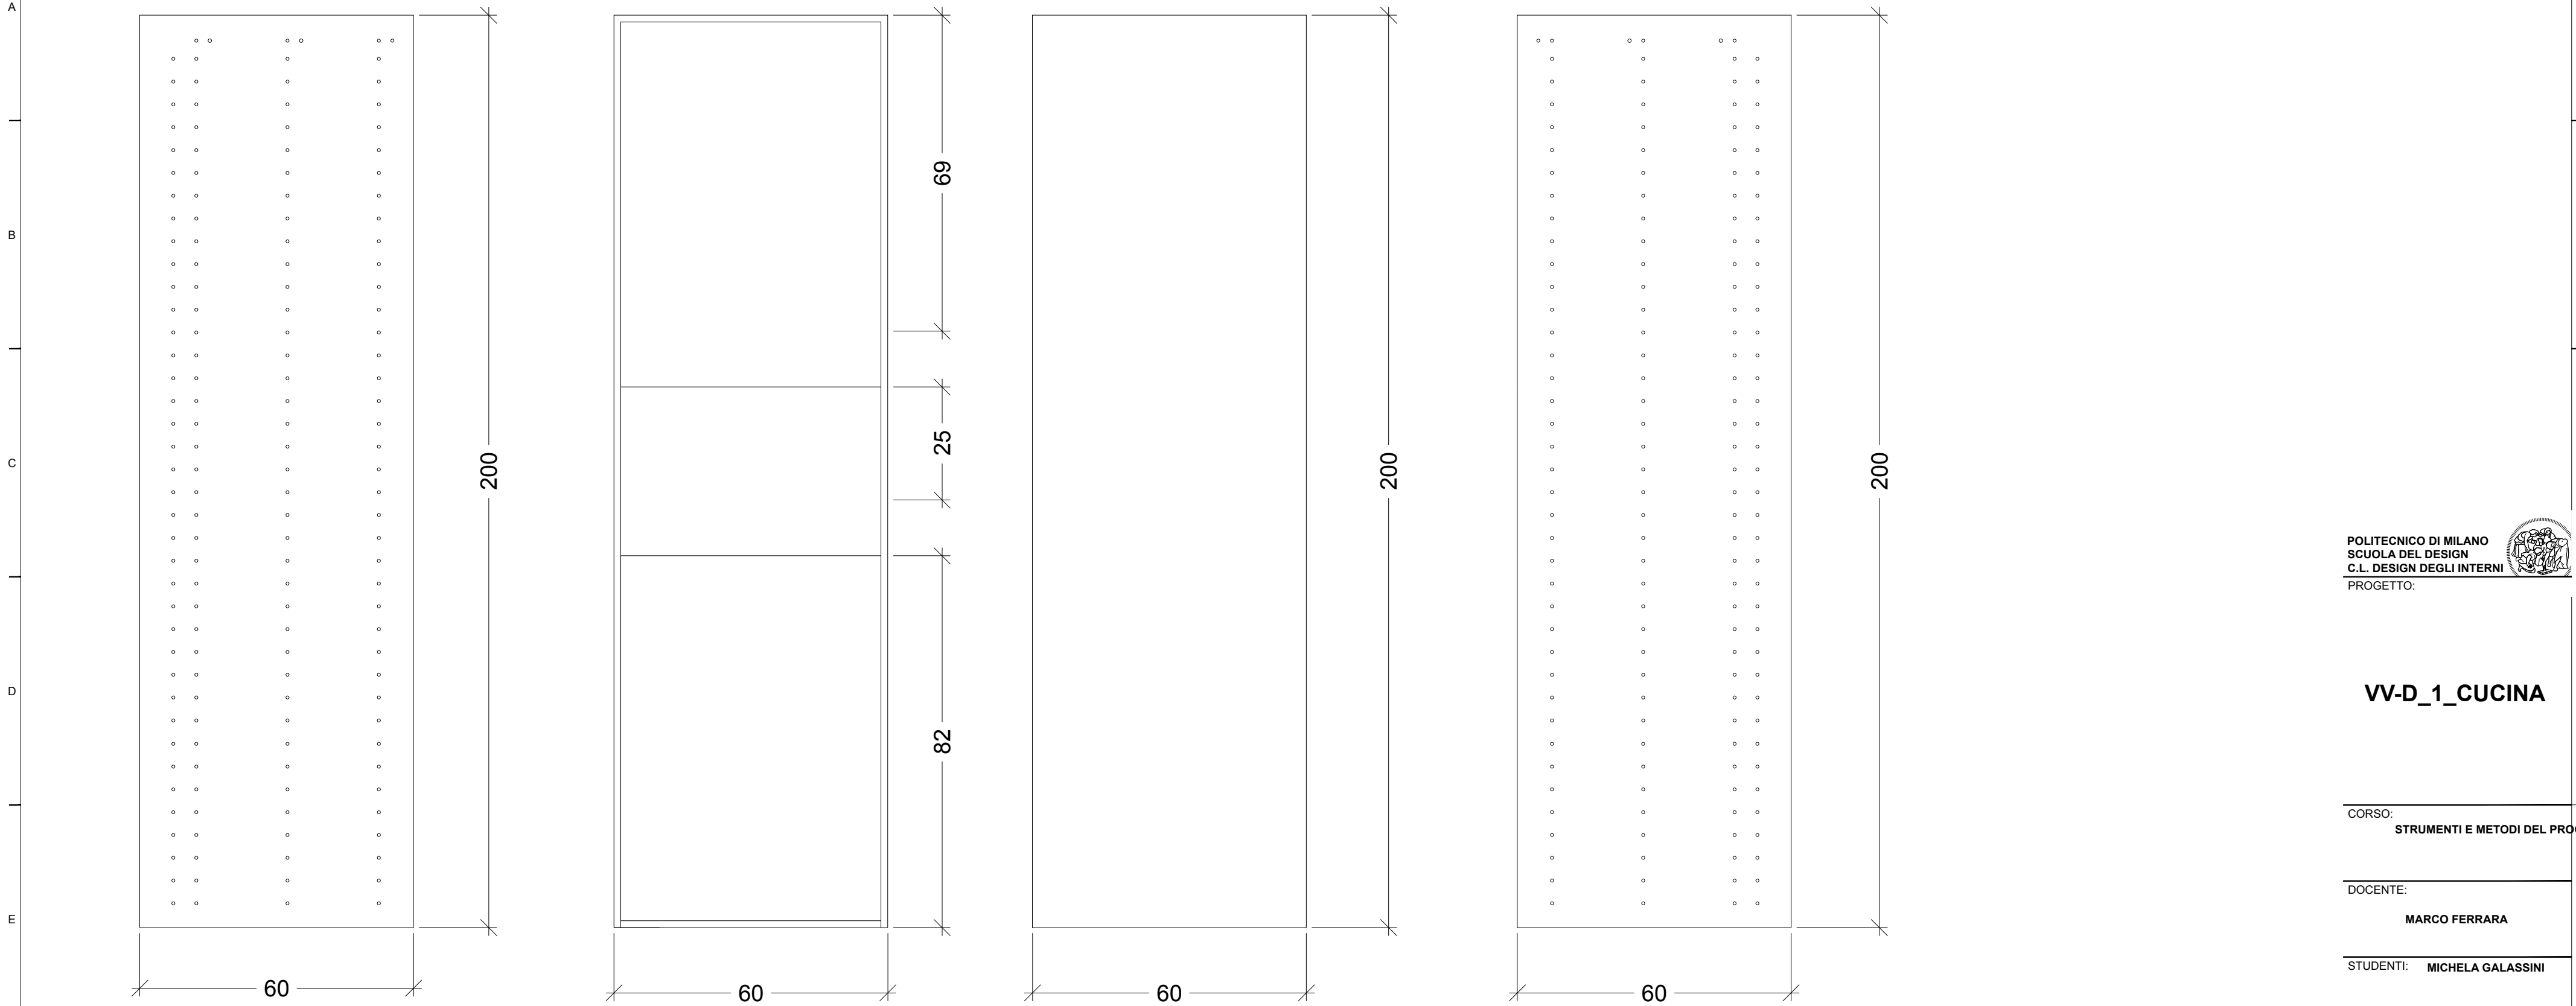 A
B
C
D
E
200
60
69
25
82
60
200
60
200
60
POLITECNICO DI MILANO
SCUOLA DEL DESIGN
C.L. DESIGN DEGLI INTERNI
PROGETTO:
VV-D_1_CUCINA
CORSO:
STRUMENTI E METODI DEL PRO
DOCENTE:
MARCO FERRARA
STUDENTI: MICHELA GALASSINI